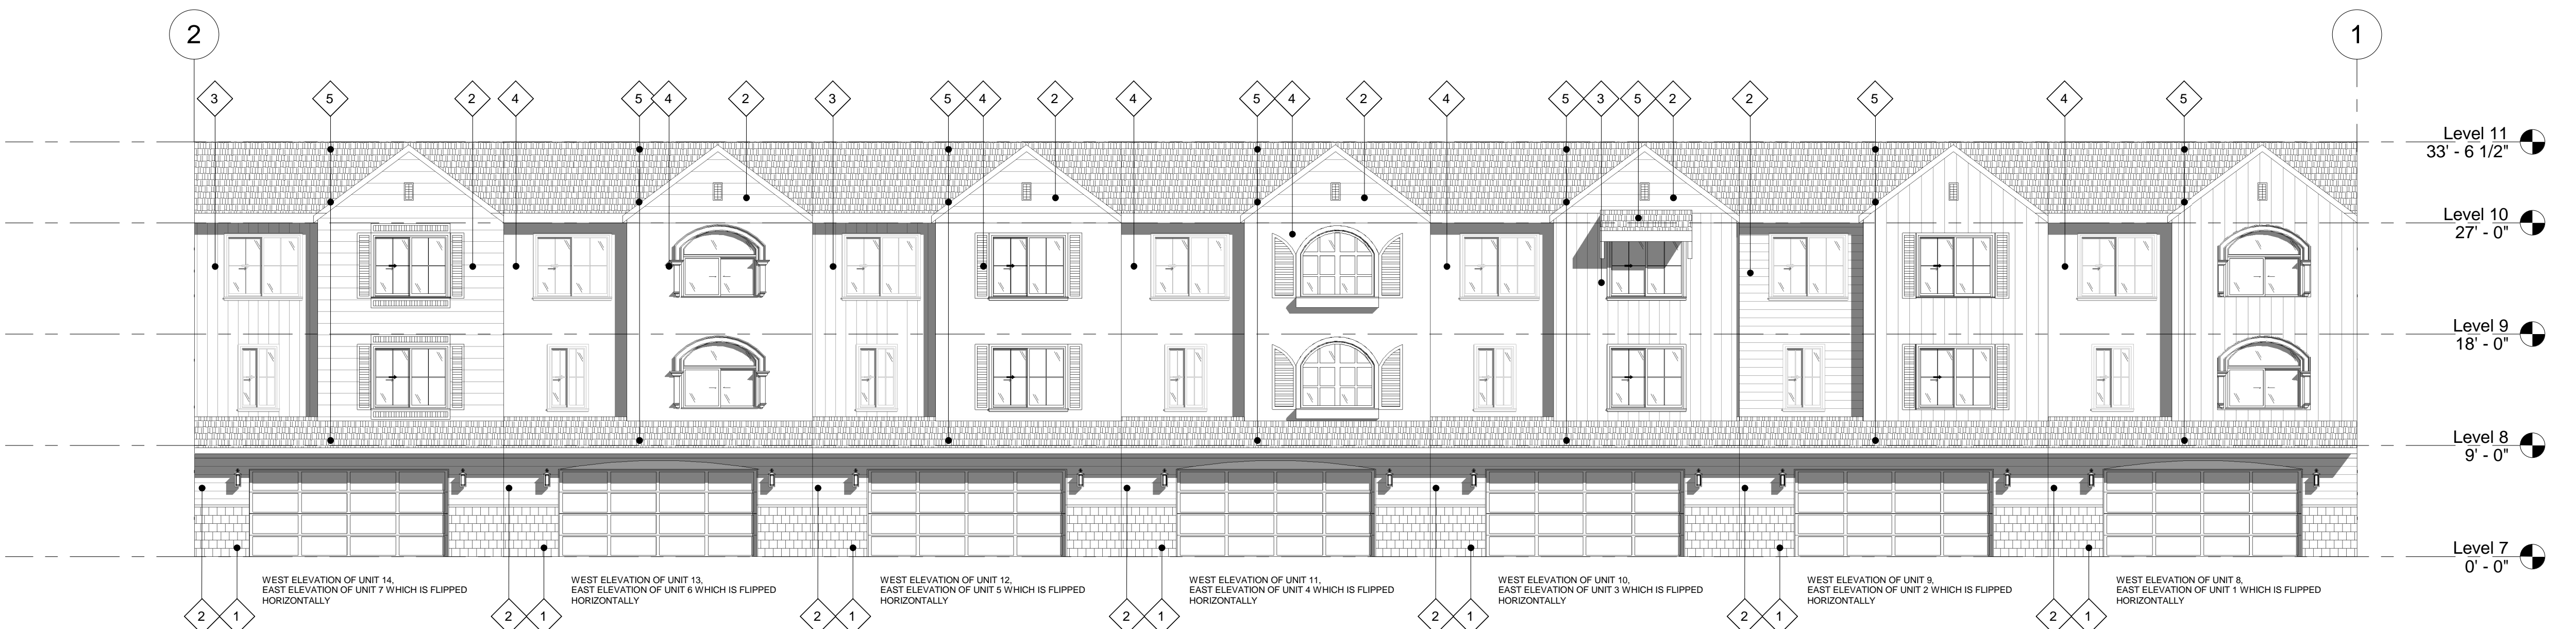 2
1
3 5 2 4 5 4 2 3 5 4 2 4 5 4 2 4 5 3 5 2 2 5 4 5
Level 11
33' - 6 1/2"
Level 10
27' - 0"
Level 9
18' - 0"
Level 8
9' - 0"
Level 7
0' - 0"
WEST ELEVATION OF UNIT 14,
EAST ELEVATION OF UNIT 7 WHICH IS FLIPPED
HORIZONTALLY
WEST ELEVATION OF UNIT 13,
EAST ELEVATION OF UNIT 6 WHICH IS FLIPPED
HORIZONTALLY
WEST ELEVATION OF UNIT 12,
EAST ELEVATION OF UNIT 5 WHICH IS FLIPPED
HORIZONTALLY
WEST ELEVATION OF UNIT 11,
EAST ELEVATION OF UNIT 4 WHICH IS FLIPPED
HORIZONTALLY
WEST ELEVATION OF UNIT 10,
EAST ELEVATION OF UNIT 3 WHICH IS FLIPPED
HORIZONTALLY
WEST ELEVATION OF UNIT 9,
EAST ELEVATION OF UNIT 2 WHICH IS FLIPPED
HORIZONTALLY
WEST ELEVATION OF UNIT 8,
EAST ELEVATION OF UNIT 1 WHICH IS FLIPPED
HORIZONTALLY
2 1 2 1 2 1 2 1 2 1 2 1 2 1